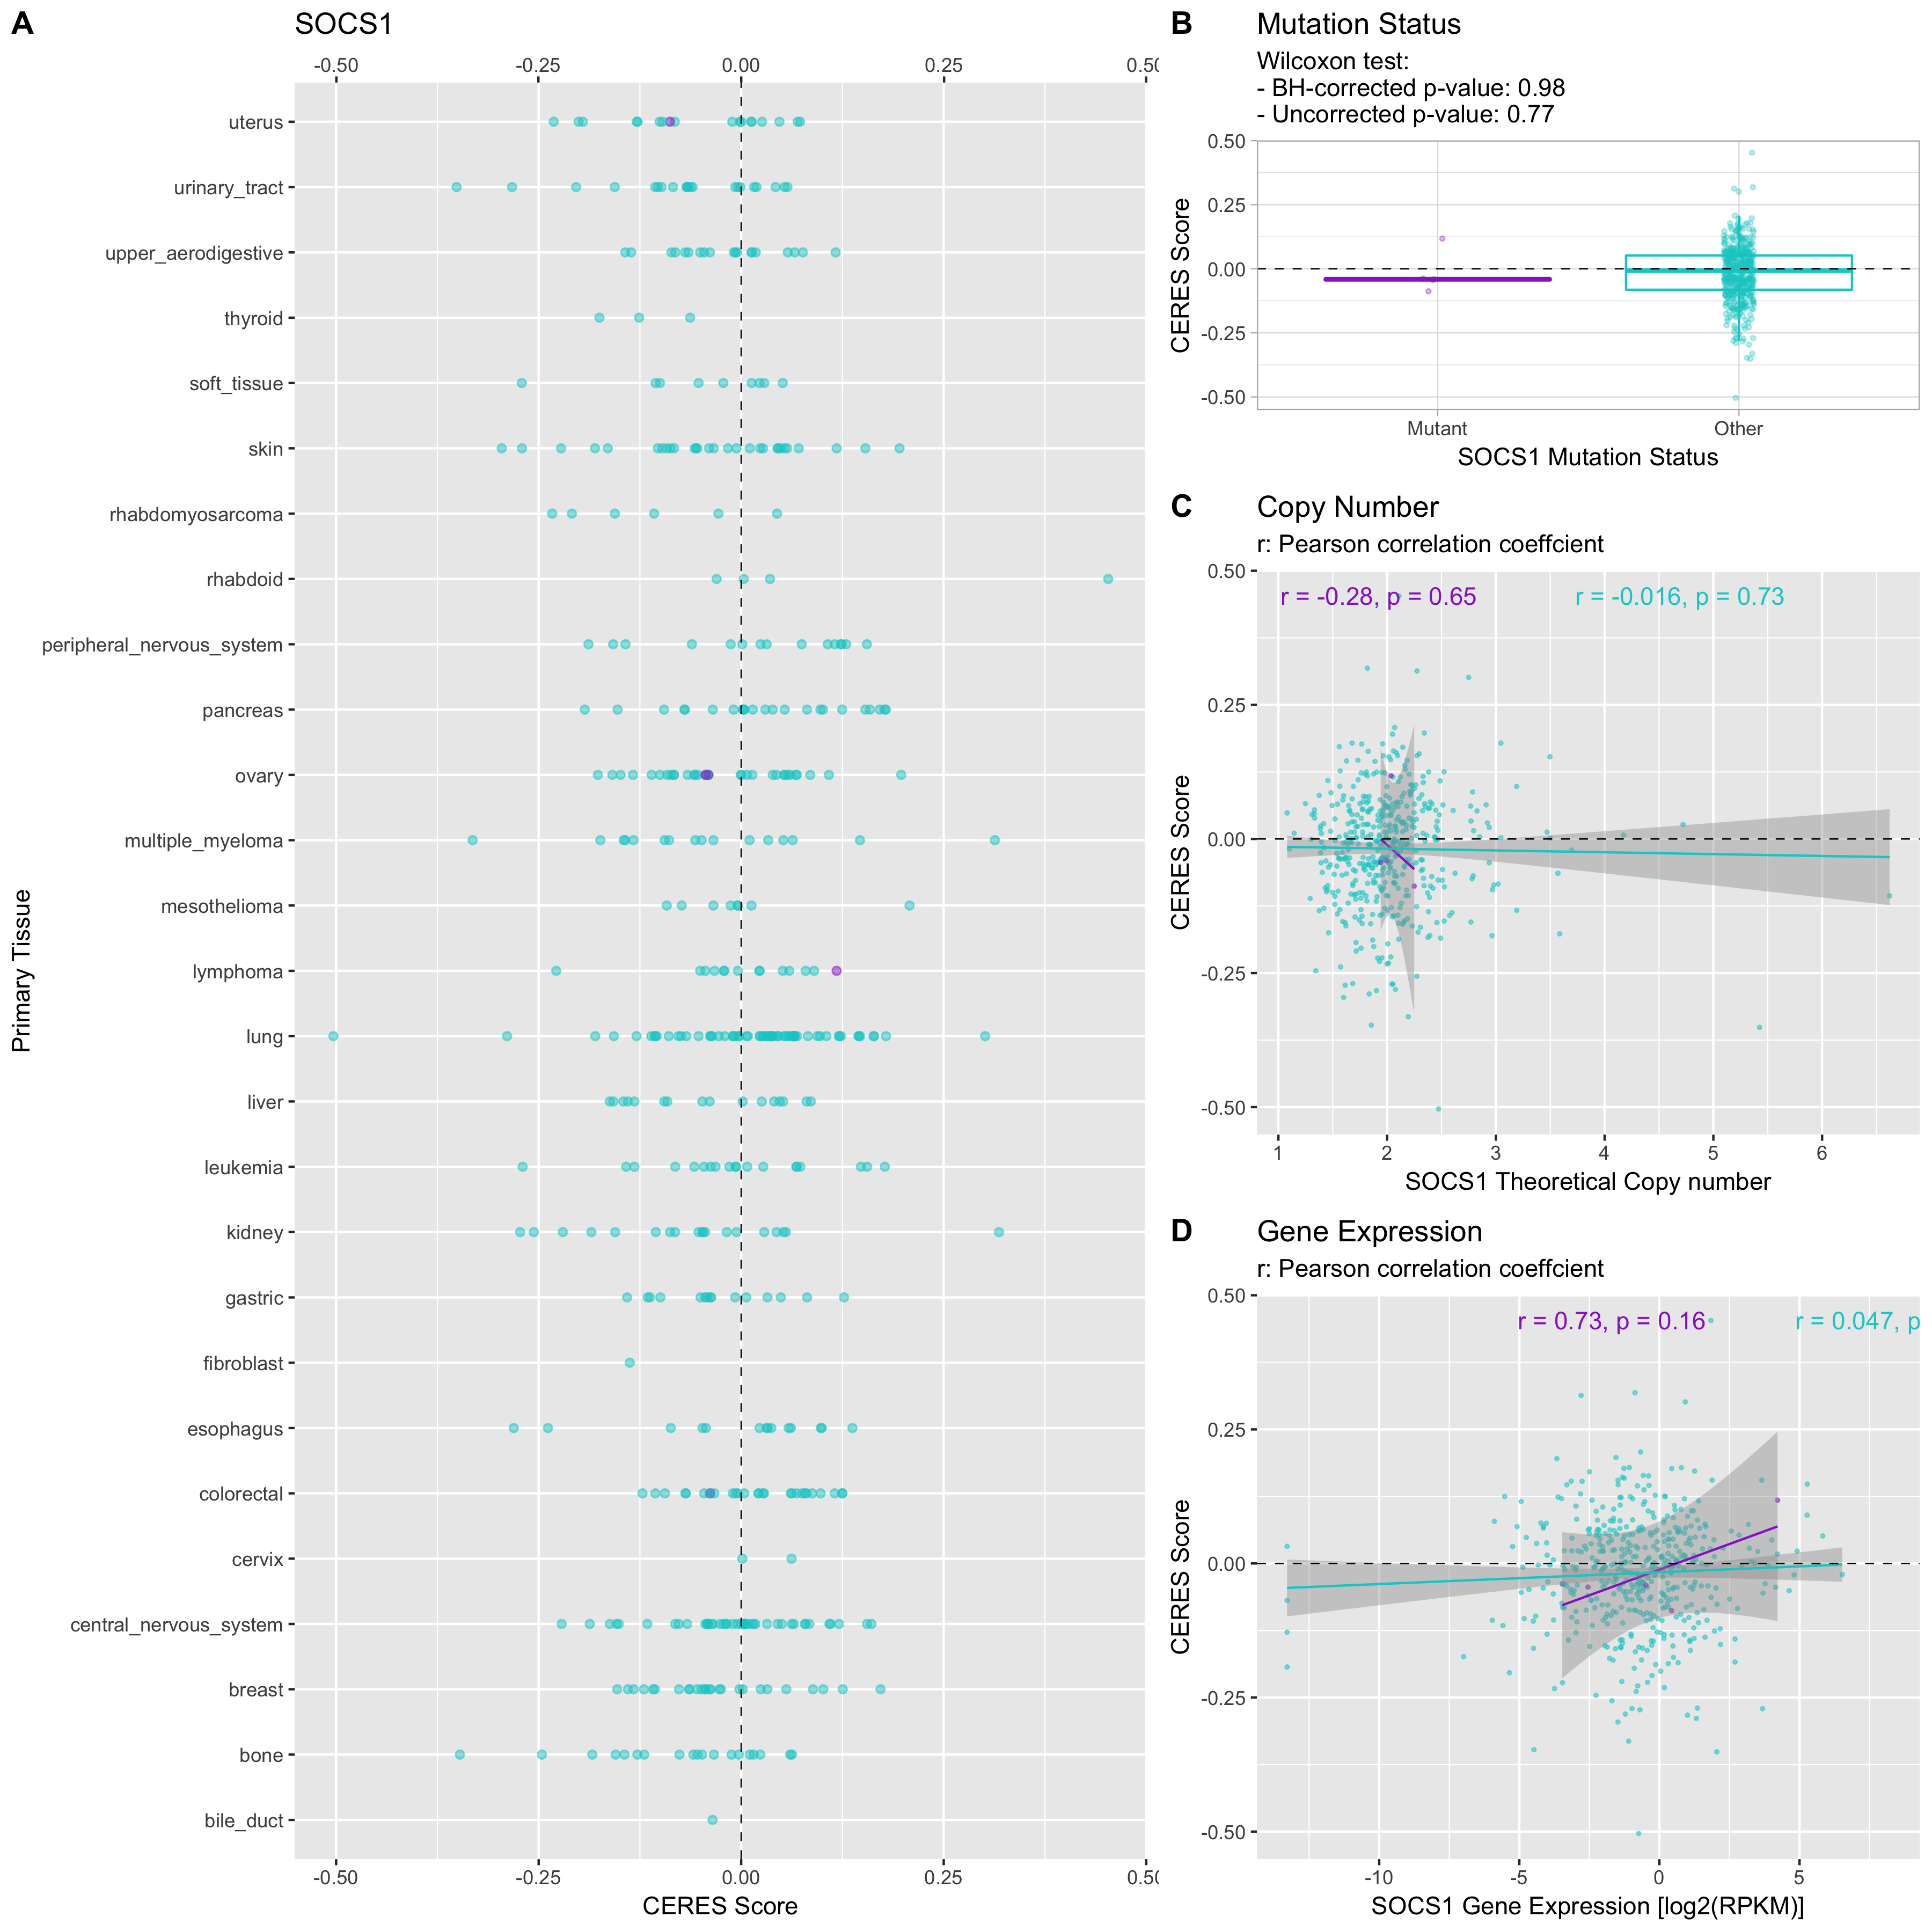 A
SOCS1
-0.50 -0.25 0.00 0.25 0.50
uterus
urinary_tract
upper_aerodigestive
thyroid
soft_tissue
skin
rhabdomyosarcoma
rhabdoid
peripheral_nervous_system
pancreas
ovary
multiple_myeloma
mesothelioma
lymphoma
lung
liver
leukemia
kidney
gastric
fibroblast
esophagus
colorectal
cervix
central_nervous_system
breast
bone
bile_duct
Primary Tissue
-0.50 -0.25 0.00 0.25 0.50
CERES Score
B
Mutation Status
Wilcoxon test:
- BH-corrected p-value: 0.98
- Uncorrected p-value: 0.77
0.50
0.25
0.00
-0.25
-0.50
CERES Score
Mutant Other
SOCS1 Mutation Status
C
Copy Number
r: Pearson correlation coeffcient
r = -0.28, p = 0.65 r = -0.016, p = 0.73
0.50
0.25
0.00
-0.25
-0.50
CERES Score
1 2 3 4 5 6
SOCS1 Theoretical Copy number
D
Gene Expression
r: Pearson correlation coeffcient
r = 0.73, p = 0.16 r = 0.047, p
0.50
0.25
0.00
-0.25
-0.50
CERES Score
-10 -5 0 5
SOCS1 Gene Expression [log2(RPKM)]